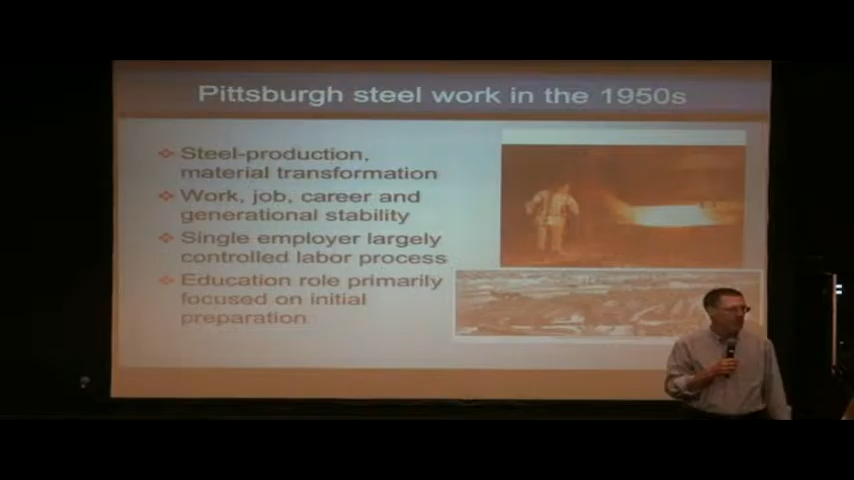 Pittsburgh steel work in the 1950s
Steel-production,
material transformation
Work, job, career and
generational stability
Single employer largely
controlled labor process
Education role primarily
focused on initial
preparation